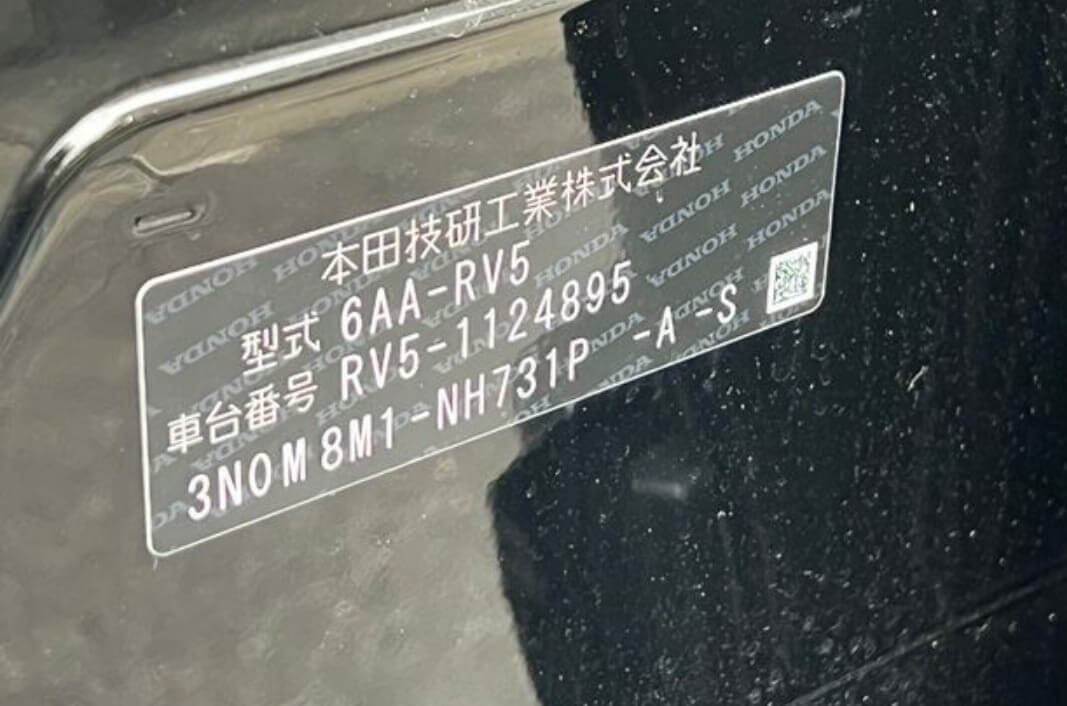 本田技研工業株式会社
型式 6AA-RV5
車台番号 RV5-1124895
3N0M 8M1-NH731P -A -S